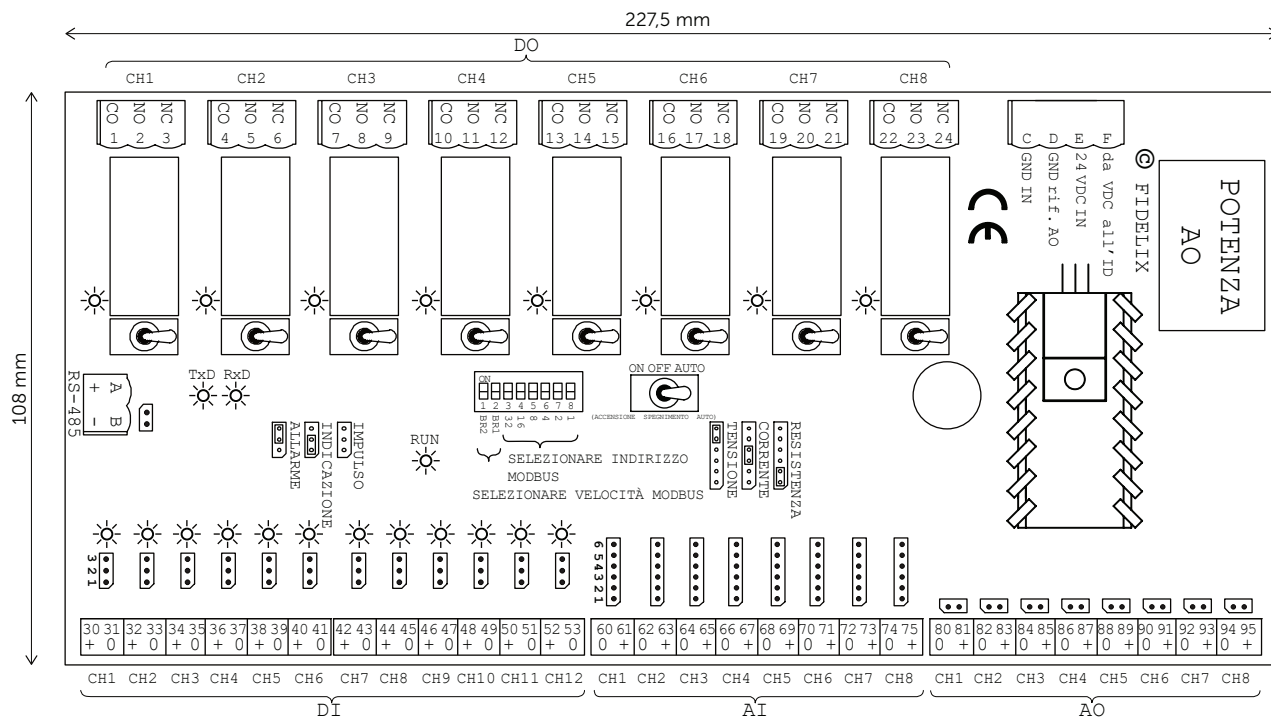 227,5 mm
DO
CH1 CH2 CH3 CH4 CH5 CH6 CH7 CH8
CO NO NC CO NO NC CO NO NC CO NO NC CO NO NC CO NO NC CO NO NC CO NO NC
1 2 3 4 5 6 7 8 9 10 11 12 13 14 15 16 17 18 19 20 21 22 23 24
C D E F
GND IN
GND rif. AO
24 VDC IN
da VDC all'ID
© FIDELIX
POTENZA
AO
CE
108 mm
RS-485
+ A
- B
TxD RxD
ON
1 2 3 4 5 6 7 8
BR2 BR1 32 16 8 4 2 1
ON OFF AUTO
(ACCENSIONE SPEGNIMENTO AUTO)
ALLARME
INDICAZIONE
IMPULSO
RUN
SELEZIONARE INDIRIZZO
MODBUS
SELEZIONARE VELOCITÀ MODBUS
TENSIONE
CORRENTE
RESISTENZA
3 2 1
6 5 4 3 2 1
30 31 32 33 34 35 36 37 38 39 40 41 42 43 44 45 46 47 48 49 50 51 52 53
+ 0 + 0 + 0 + 0 + 0 + 0 + 0 + 0 + 0 + 0 + 0 + 0
60 61 62 63 64 65 66 67 68 69 70 71 72 73 74 75
0 + 0 + 0 + 0 + 0 + 0 + 0 + 0 +
80 81 82 83 84 85 86 87 88 89 90 91 92 93 94 95
0 + 0 + 0 + 0 + 0 + 0 + 0 + 0 +
CH1 CH2 CH3 CH4 CH5 CH6 CH7 CH8 CH9 CH10 CH11 CH12
CH1 CH2 CH3 CH4 CH5 CH6 CH7 CH8
CH1 CH2 CH3 CH4 CH5 CH6 CH7 CH8
DI
AI
AO